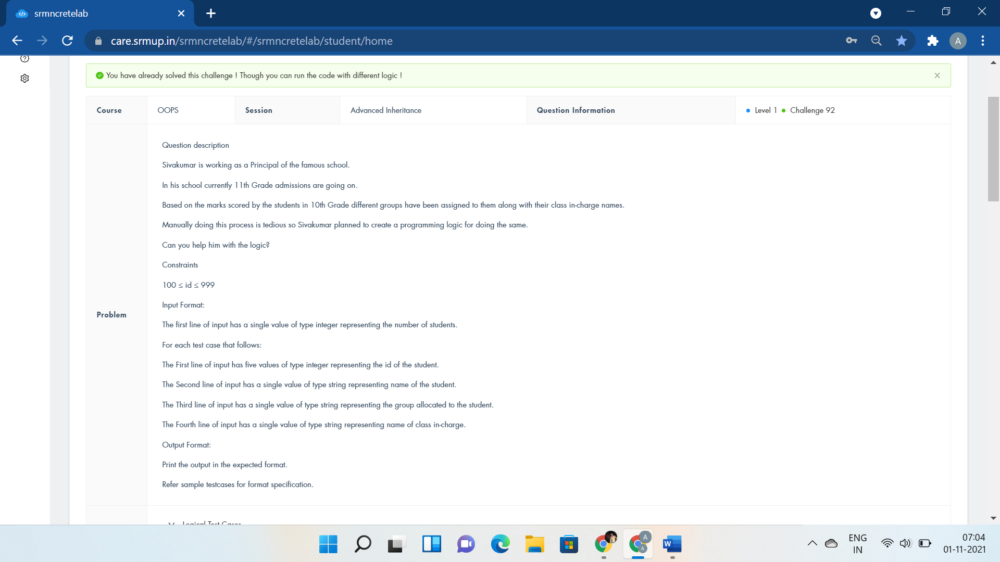 srmncretelab
care.srmup.in/srmncretelab/#/srmncretelab/student/home
A
You have already solved this challenge ! Though you can run the code with different logic !
Course OOPS Session Advanced Inheritance Question Information Level 1 Challenge 92
Problem
Question description
Sivakumar is working as a Principal of the famous school.
In his school currently 11th Grade admissions are going on.
Based on the marks scored by the students in 10th Grade different groups have been assigned to them along with their class in-charge names.
Manually doing this process is tedious so Sivakumar planned to create a programming logic for doing the same.
Can you help him with the logic?
Constraints
100 ≤ id ≤ 999
Input Format:
The first line of input has a single value of type integer representing the number of students.
For each test case that follows:
The First line of input has five values of type integer representing the id of the student.
The Second line of input has a single value of type string representing name of the student.
The Third line of input has a single value of type string representing the group allocated to the student.
The Fourth line of input has a single value of type string representing name of class in-charge.
Output Format:
Print the output in the expected format.
Refer sample testcases for format specification.
Logical Test Cases
A
A
W
ENG
IN
07:04
01-11-2021